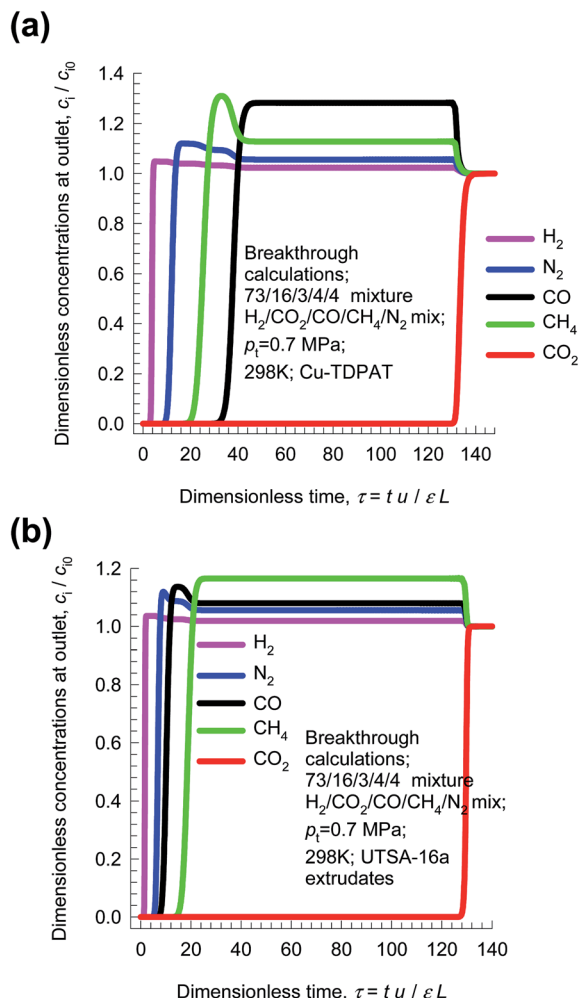 (a)
Dimensionless concentrations at outlet, cᵢ / cᵢ₀
1.4
1.2
1.0
0.8
0.6
0.4
0.2
0.0
Breakthrough
calculations;
73/16/3/4/4 mixture
H₂/CO₂/CO/CH₄/N₂ mix;
pₜ=0.7 MPa;
298K; Cu-TDPAT
H₂
N₂
CO
CH₄
CO₂
0 20 40 60 80 100 120 140
Dimensionless time, τ = t u / ε L
(b)
Dimensionless concentrations at outlet, cᵢ / cᵢ₀
1.2
1.0
0.8
0.6
0.4
0.2
0.0
H₂
N₂
CO
CH₄
CO₂
Breakthrough
calculations;
73/16/3/4/4 mixture
H₂/CO₂/CO/CH₄/N₂ mix;
pₜ=0.7 MPa;
298K; UTSA-16a
extrudates
0 20 40 60 80 100 120 140
Dimensionless time, τ = t u / ε L